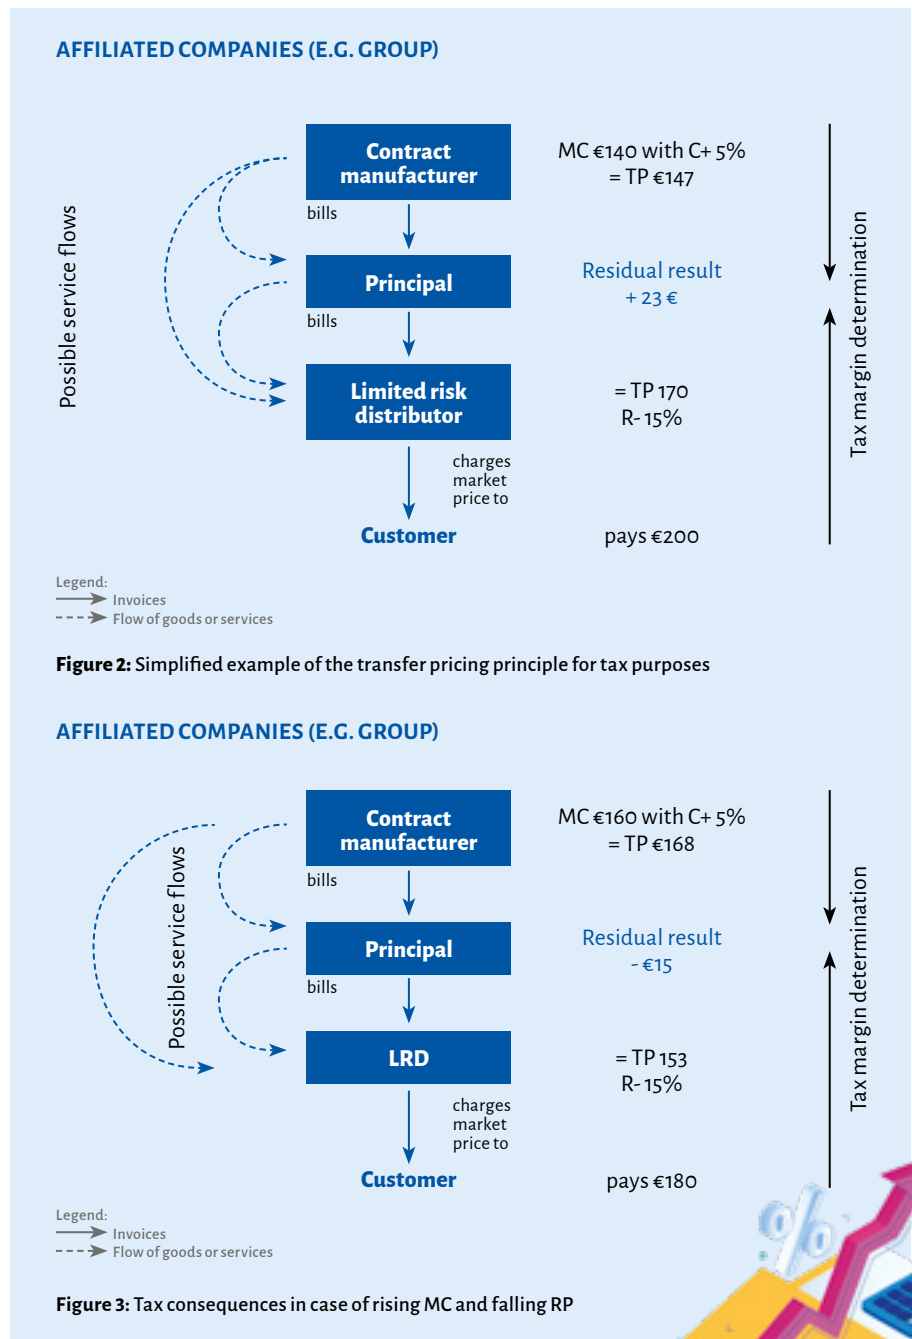 AFFILIATED COMPANIES (E.G. GROUP)
Possible service flows
Contract
manufacturer
MC €140 with C+ 5%
= TP €147
bills
Principal
Residual result
+ 23 €
bills
Limited risk
distributor
= TP 170
R- 15%
Tax margin determination
charges
market
price to
Customer
pays €200
Legend:
Invoices
Flow of goods or services
Figure 2: Simplified example of the transfer pricing principle for tax purposes
AFFILIATED COMPANIES (E.G. GROUP)
Possible service flows
Contract
manufacturer
MC €160 with C+ 5%
= TP €168
bills
Principal
Residual result
- €15
bills
LRD
= TP 153
R- 15%
Tax margin determination
charges
market
price to
Customer
pays €180
Legend:
Invoices
Flow of goods or services
%
Figure 3: Tax consequences in case of rising MC and falling RP